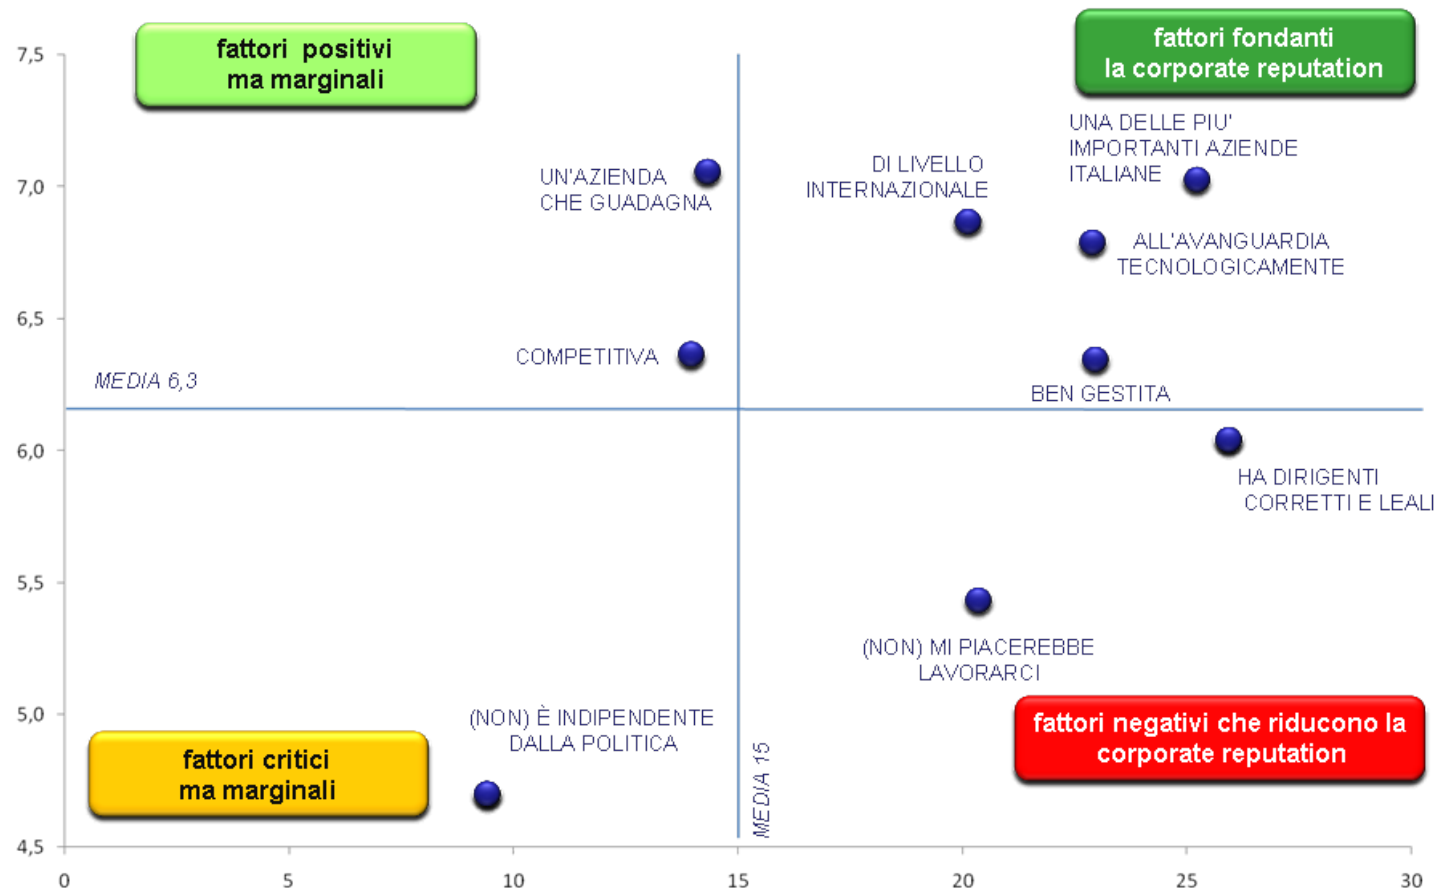 fattori positivi
ma marginali
fattori fondanti
la corporate reputation
7,5
7,0
6,5
6,0
5,5
5,0
4,5
UNA DELLE PIU'
IMPORTANTI AZIENDE
ITALIANE
DI LIVELLO
INTERNAZIONALE
UN'AZIENDA
CHE GUADAGNA
ALL'AVANGUARDIA
TECNOLOGICAMENTE
COMPETITIVA
MEDIA 6,3
BEN GESTITA
HA DIRIGENTI
CORRETTI E LEALI
(NON) MI PIACEREBBE
LAVORARCI
(NON) È INDIPENDENTE
DALLA POLITICA
fattori critici
ma marginali
MEDIA 15
fattori negativi che riducono la
corporate reputation
0
5
10
15
20
25
30